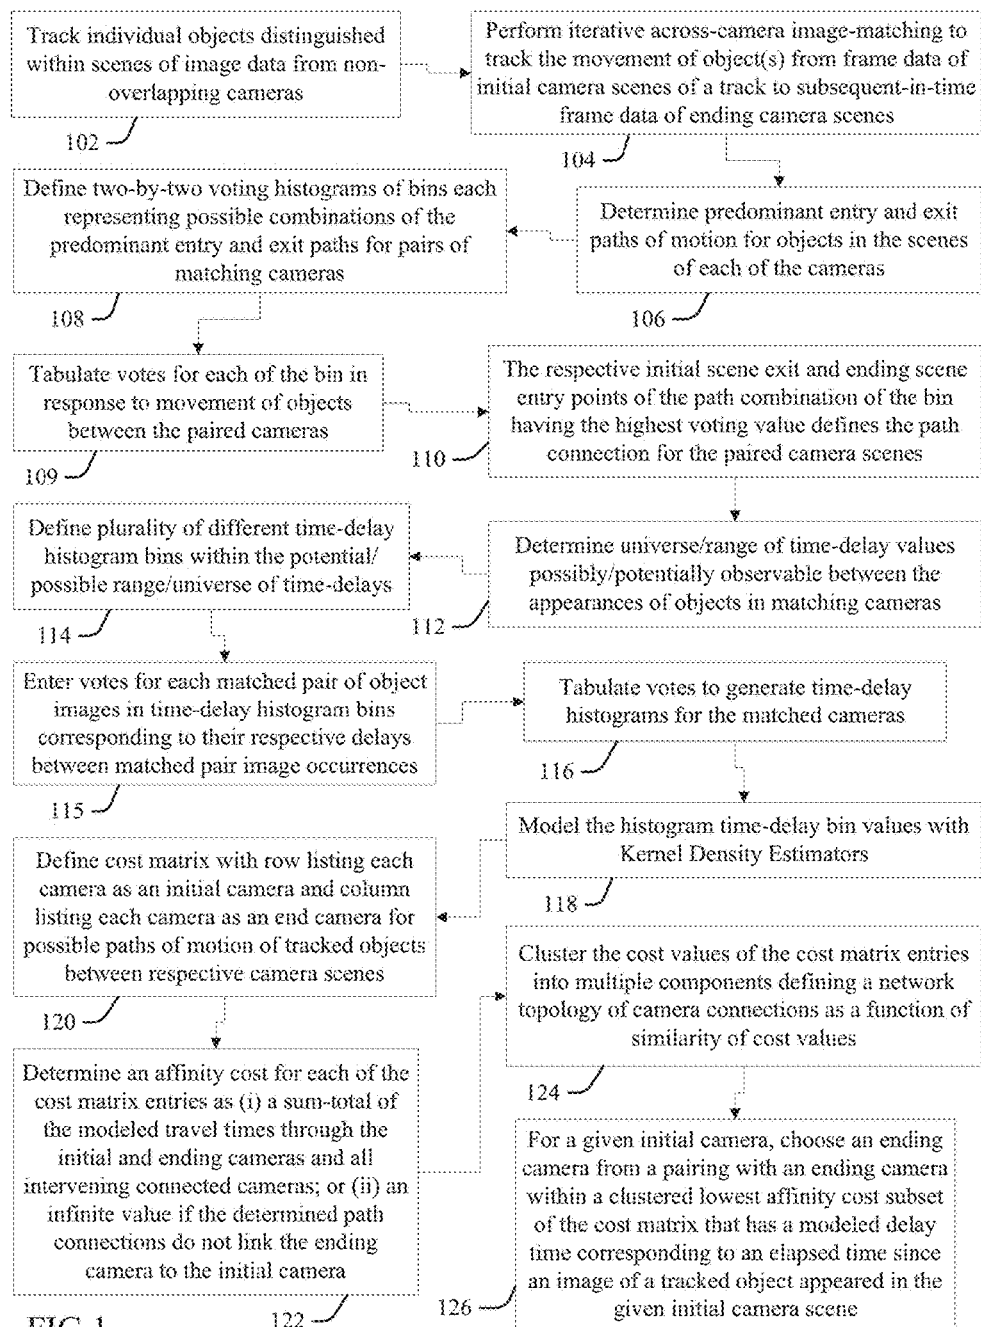 Track individual objects distinguished
within scenes of image data from non-
overlapping cameras
102
Perform iterative across-camera image-matching to
track the movement of object(s) from frame data of
initial camera scenes of a track to subsequent-in-time
frame data of ending camera scenes
104
Determine predominant entry and exit
paths of motion for objects in the scenes
of each of the cameras
106
Define two-by-two voting histograms of bins each
representing possible combinations of the
predominant entry and exit paths for pairs of
matching cameras
108
Tabulate votes for each of the bin in
response to movement of objects
between the paired cameras
109
The respective initial scene exit and ending scene
entry points of the path combination of the bin
having the highest voting value defines the path
connection for the paired camera scenes
110
Determine universe/range of time-delay values
possibly/potentially observable between the
appearances of objects in matching cameras
112
Define plurality of different time-delay
histogram bins within the potential/
possible range/universe of time-delays
114
Enter votes for each matched pair of object
images in time-delay histogram bins
corresponding to their respective delays
between matched pair image occurrences
115
Tabulate votes to generate time-delay
histograms for the matched cameras
116
Model the histogram time-delay bin values with
Kernel Density Estimators
118
Define cost matrix with row listing each
camera as an initial camera and column
listing each camera as an end camera for
possible paths of motion of tracked objects
between respective camera scenes
120
Determine an affinity cost for each of the
cost matrix entries as (i) a sum-total of
the modeled travel times through the
initial and ending cameras and all
intervening connected cameras; or (ii) an
infinite value if the determined path
connections do not link the ending
camera to the initial camera
122
Cluster the cost values of the cost matrix entries
into multiple components defining a network
topology of camera connections as a function of
similarity of cost values
124
For a given initial camera, choose an ending
camera from a pairing with an ending camera
within a clustered lowest affinity cost subset
of the cost matrix that has a modeled delay
time corresponding to an elapsed time since
an image of a tracked object appeared in the
given initial camera scene
126
FIG 1